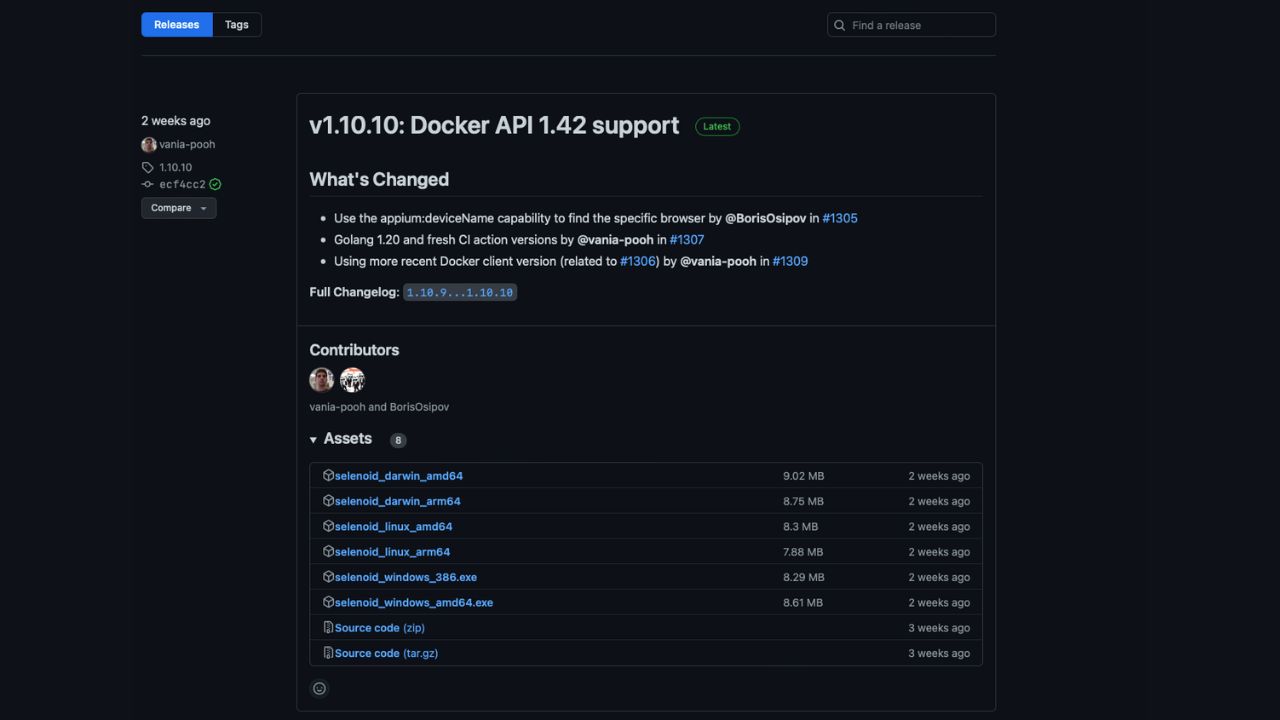 Releases Tags Find a release
2 weeks ago
vania-pooh
1.10.10
ecf4cc2
Compare
v1.10.10: Docker API 1.42 support Latest
What's Changed
Use the appium:deviceName capability to find the specific browser by @BorisOsipov in #1305
Golang 1.20 and fresh CI action versions by @vania-pooh in #1307
Using more recent Docker client version (related to #1306) by @vania-pooh in #1309
Full Changelog: 1.10.9...1.10.10
Contributors
vania-pooh and BorisOsipov
Assets 8
selenoid_darwin_amd64 9.02 MB 2 weeks ago
selenoid_darwin_arm64 8.75 MB 2 weeks ago
selenoid_linux_amd64 8.3 MB 2 weeks ago
selenoid_linux_arm64 7.88 MB 2 weeks ago
selenoid_windows_386.exe 8.29 MB 2 weeks ago
selenoid_windows_amd64.exe 8.61 MB 2 weeks ago
Source code (zip) 3 weeks ago
Source code (tar.gz) 3 weeks ago